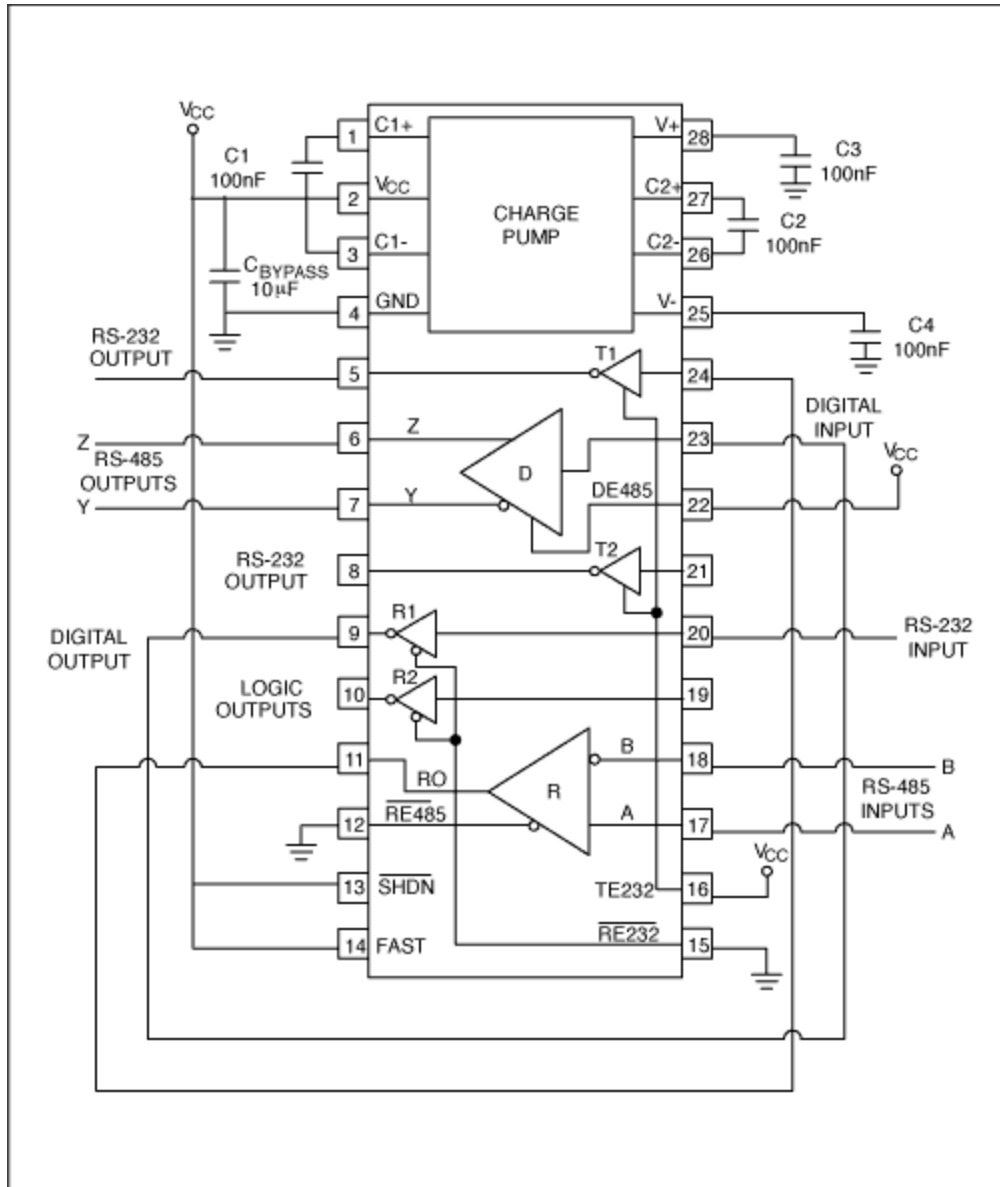 VCC
C1
100nF
CBYPASS
10µF
1
C1+
2
VCC
3
C1-
4
GND
CHARGE
PUMP
V+
28
C2+
27
C2-
26
V-
25
C3
100nF
C2
100nF
C4
100nF
RS-232
OUTPUT
5
T1
24
DIGITAL
INPUT
Z
RS-485
OUTPUTS
Y
6
Z
7
Y
D
23
DE485
22
VCC
RS-232
OUTPUT
8
T2
21
DIGITAL
OUTPUT
9
R1
20
RS-232
INPUT
LOGIC
OUTPUTS
10
R2
19
11
RO
R
B
18
B
RS-485
INPUTS
12
RE485
A
17
A
13
SHDN
TE232
16
VCC
14
FAST
RE232
15